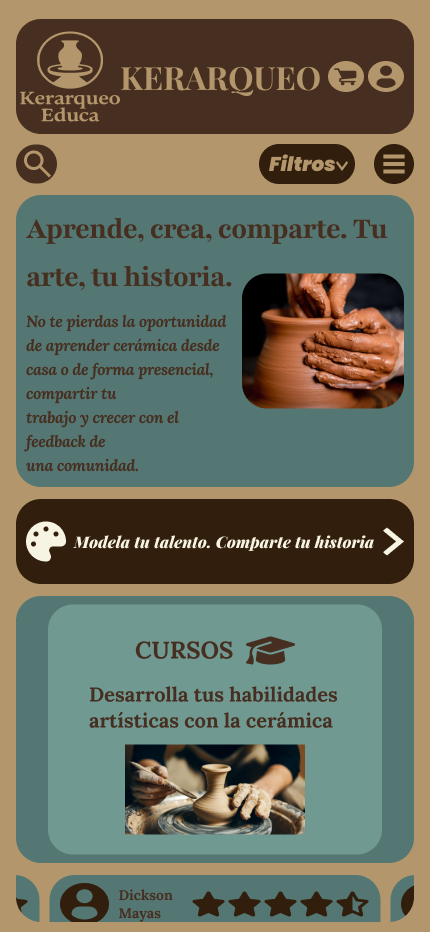 Kerarqueo
Educa
KERARQUEO
Filtros
Aprende, crea, comparte. Tu
arte, tu historia.
No te pierdas la oportunidad
de aprender cerámica desde
casa o de forma presencial,
compartir tu
trabajo y crecer con el
feedback de
una comunidad.
Modela tu talento. Comparte tu historia
CURSOS
Desarrolla tus habilidades
artísticas con la cerámica
Dickson
Mayas